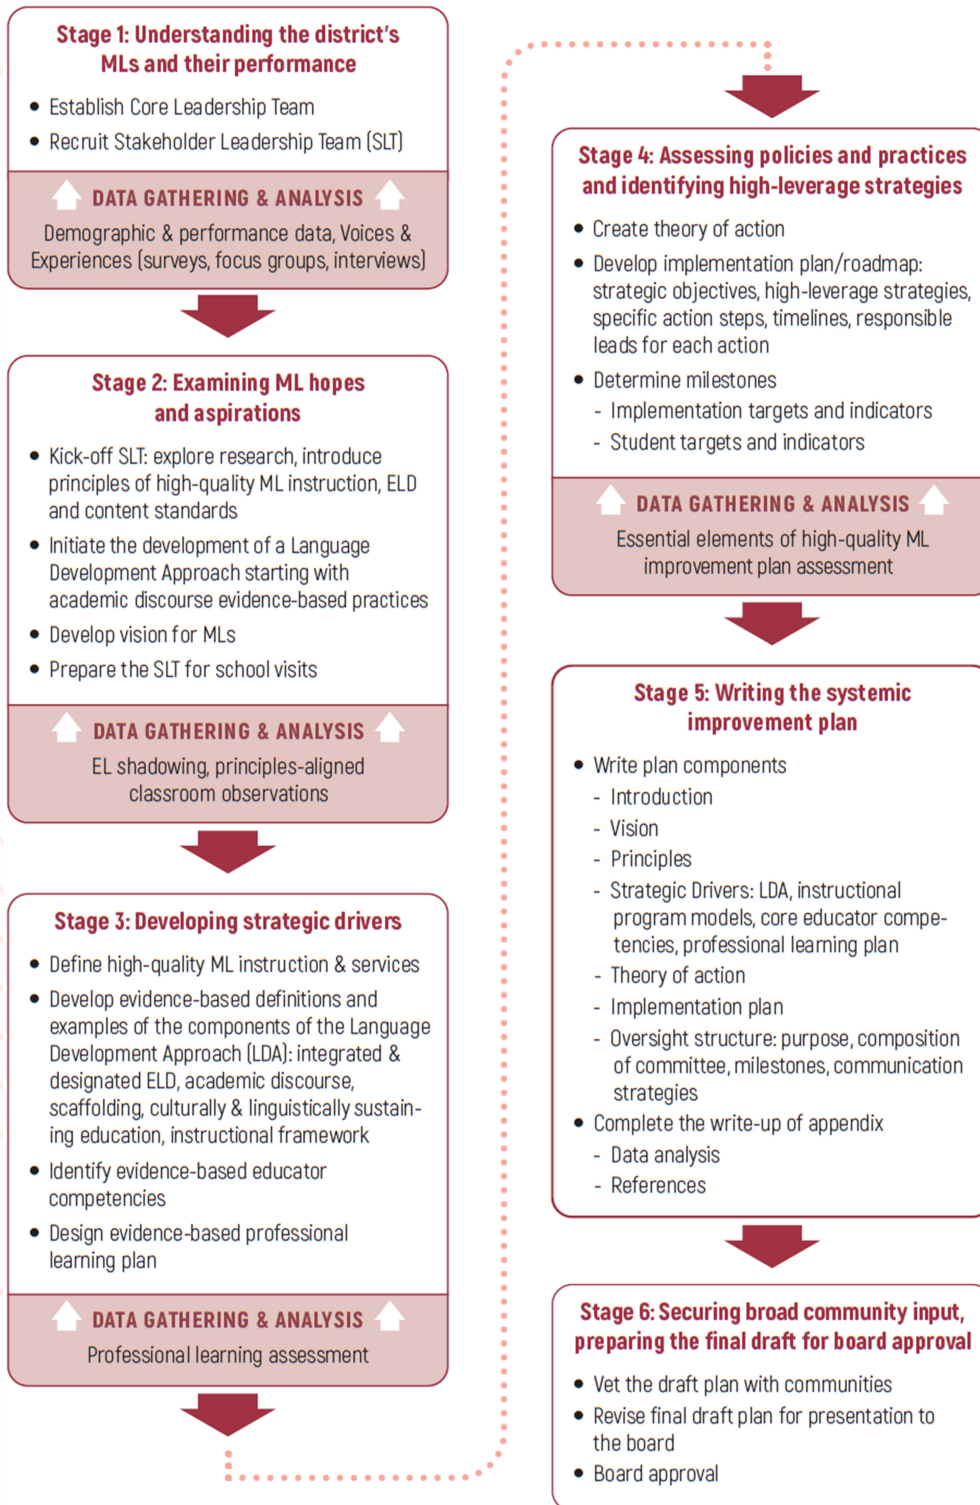 Stage 1: Understanding the district's
MLs and their performance
• Establish Core Leadership Team
• Recruit Stakeholder Leadership Team (SLT)
DATA GATHERING & ANALYSIS
Demographic & performance data, Voices &
Experiences (surveys, focus groups, interviews)
Stage 2: Examining ML hopes
and aspirations
• Kick-off SLT: explore research, introduce
principles of high-quality ML instruction, ELD
and content standards
• Initiate the development of a Language
Development Approach starting with
academic discourse evidence-based practices
• Develop vision for MLs
• Prepare the SLT for school visits
DATA GATHERING & ANALYSIS
EL shadowing, principles-aligned
classroom observations
Stage 3: Developing strategic drivers
• Define high-quality ML instruction & services
• Develop evidence-based definitions and
examples of the components of the Language
Development Approach (LDA): integrated &
designated ELD, academic discourse,
scaffolding, culturally & linguistically sustain-
ing education, instructional framework
• Identify evidence-based educator
competencies
• Design evidence-based professional
learning plan
DATA GATHERING & ANALYSIS
Professional learning assessment
Stage 4: Assessing policies and practices
and identifying high-leverage strategies
• Create theory of action
• Develop implementation plan/roadmap:
strategic objectives, high-leverage strategies,
specific action steps, timelines, responsible
leads for each action
• Determine milestones
- Implementation targets and indicators
- Student targets and indicators
DATA GATHERING & ANALYSIS
Essential elements of high-quality ML
improvement plan assessment
Stage 5: Writing the systemic
improvement plan
• Write plan components
- Introduction
- Vision
- Principles
- Strategic Drivers: LDA, instructional
program models, core educator compe-
tencies, professional learning plan
- Theory of action
- Implementation plan
- Oversight structure: purpose, composition
of committee, milestones, communication
strategies
• Complete the write-up of appendix
- Data analysis
- References
Stage 6: Securing broad community input,
preparing the final draft for board approval
• Vet the draft plan with communities
• Revise final draft plan for presentation to
the board
• Board approval